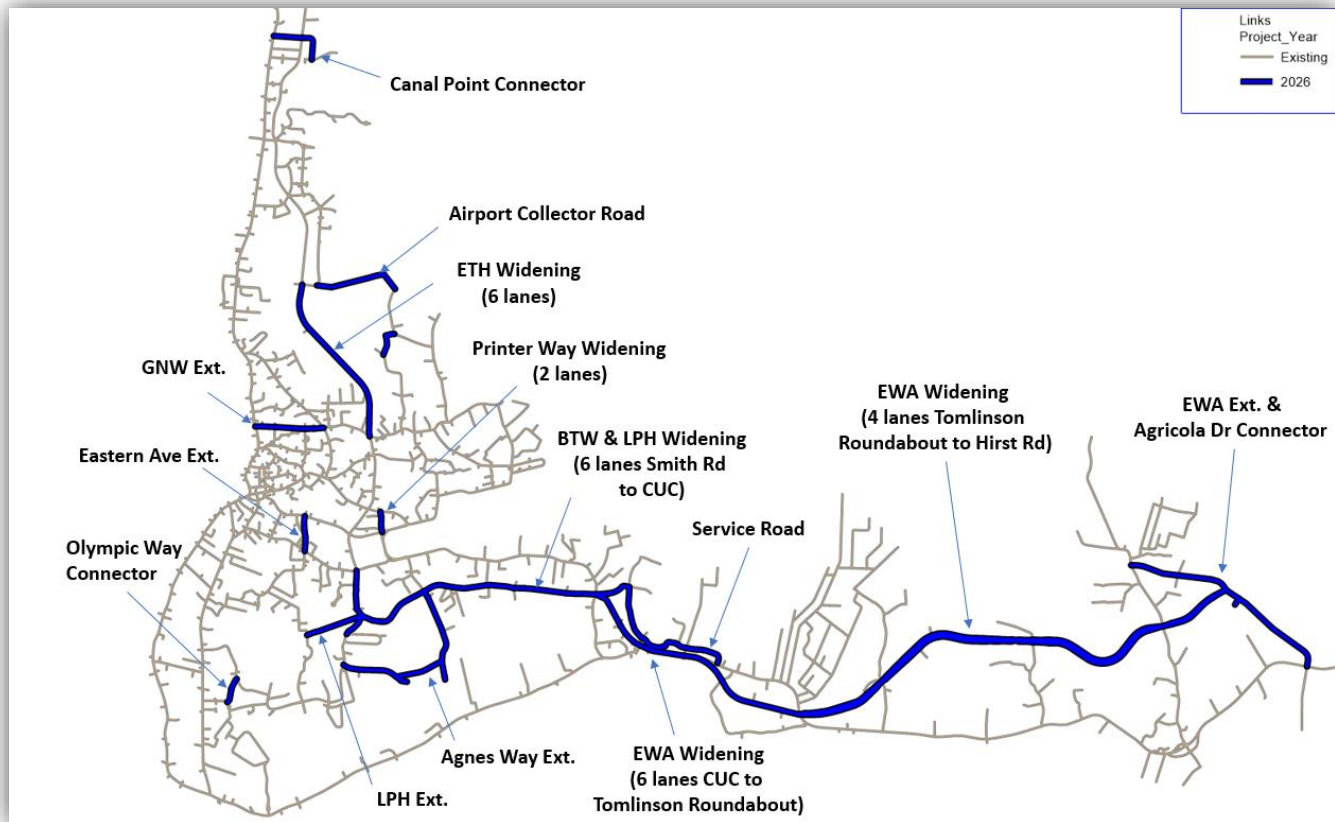 Links
Project_Year
Existing
2026
Canal Point Connector
Airport Collector Road
ETH Widening
(6 lanes)
Printer Way Widening
(2 lanes)
GNW Ext.
Eastern Ave Ext.
Olympic Way
Connector
BTW & LPH Widening
(6 lanes Smith Rd
to CUC)
Service Road
EWA Widening
(4 lanes Tomlinson
Roundabout to Hirst Rd)
EWA Ext. &
Agricola Dr Connector
Agnes Way Ext.
LPH Ext.
EWA Widening
(6 lanes CUC to
Tomlinson Roundabout)